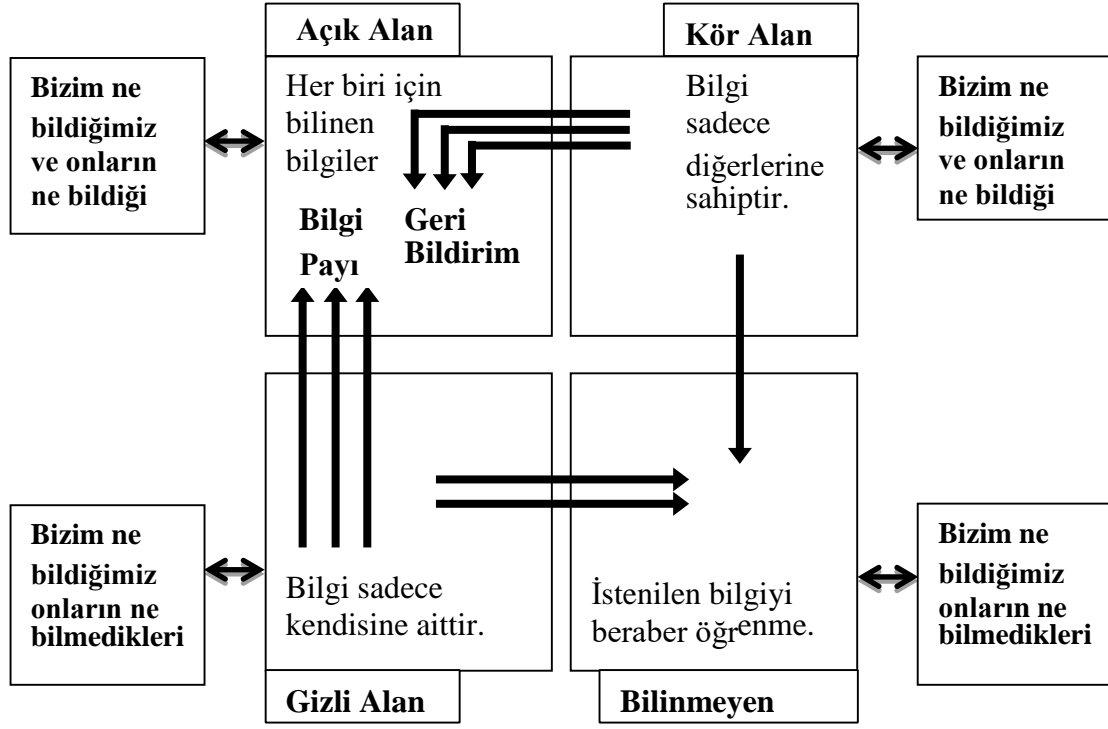 Açık Alan
Kör Alan
Bizim ne
bildiğimiz
ve onların
ne bildiği
Her biri için
bilinen
bilgiler
Bilgi
Payı
Geri
Bildirim
Bilgi
sadece
diğerlerine
sahiptir.
Bizim ne
bildiğimiz
ve onların
ne bildiği
Bizim ne
bildiğimiz
onların ne
bilmedikleri
Bilgi sadece
kendisine aittir.
İstenilen bilgiyi
beraber öğrenme.
Bizim ne
bildiğimiz
onların ne
bilmedikleri
Gizli Alan
Bilinmeyen